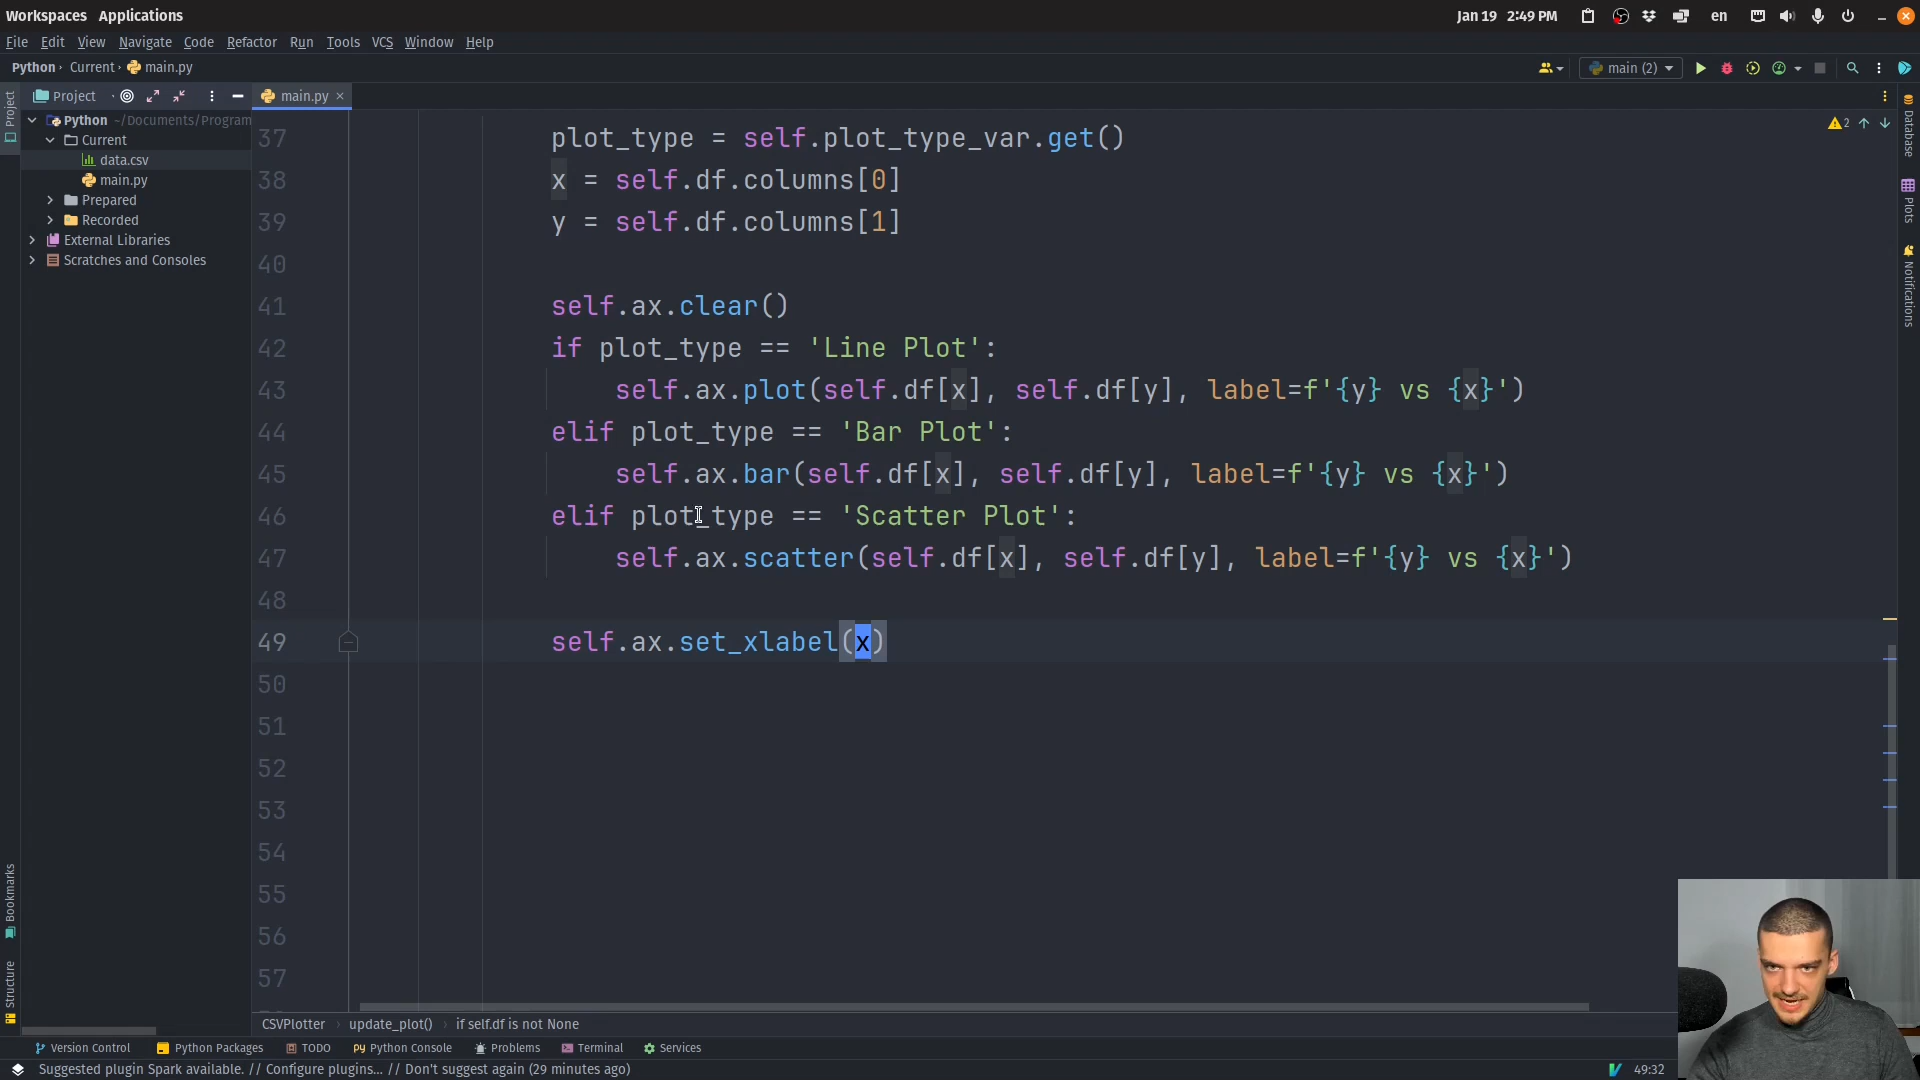 Workspaces Applications
Jan 19 2:49 PM
en
File Edit View Navigate Code Refactor Run Tools VCS Window Help
Python Current main.py
main (2)
Project
Project
main.py
Python ~/Documents/Program
Current
data.csv
main.py
Prepared
Recorded
External Libraries
Scratches and Consoles
2
Database
Plots
Notifications
37 plot_type = self.plot_type_var.get()
38 x = self.df.columns[0]
39 y = self.df.columns[1]
40
41 self.ax.clear()
42 if plot_type == 'Line Plot':
43 self.ax.plot(self.df[x], self.df[y], label=f'{y} vs {x}')
44 elif plot_type == 'Bar Plot':
45 self.ax.bar(self.df[x], self.df[y], label=f'{y} vs {x}')
46 elif plot_type == 'Scatter Plot':
47 self.ax.scatter(self.df[x], self.df[y], label=f'{y} vs {x}')
48
49 self.ax.set_xlabel(x)
50
51
52
53
54
55
56
57
Bookmarks
Structure
CSVPlotter update_plot() if self.df is not None
Version Control Python Packages TODO Python Console Problems Terminal Services
Suggested plugin Spark available. // Configure plugins... // Don't suggest again (29 minutes ago)
49:32